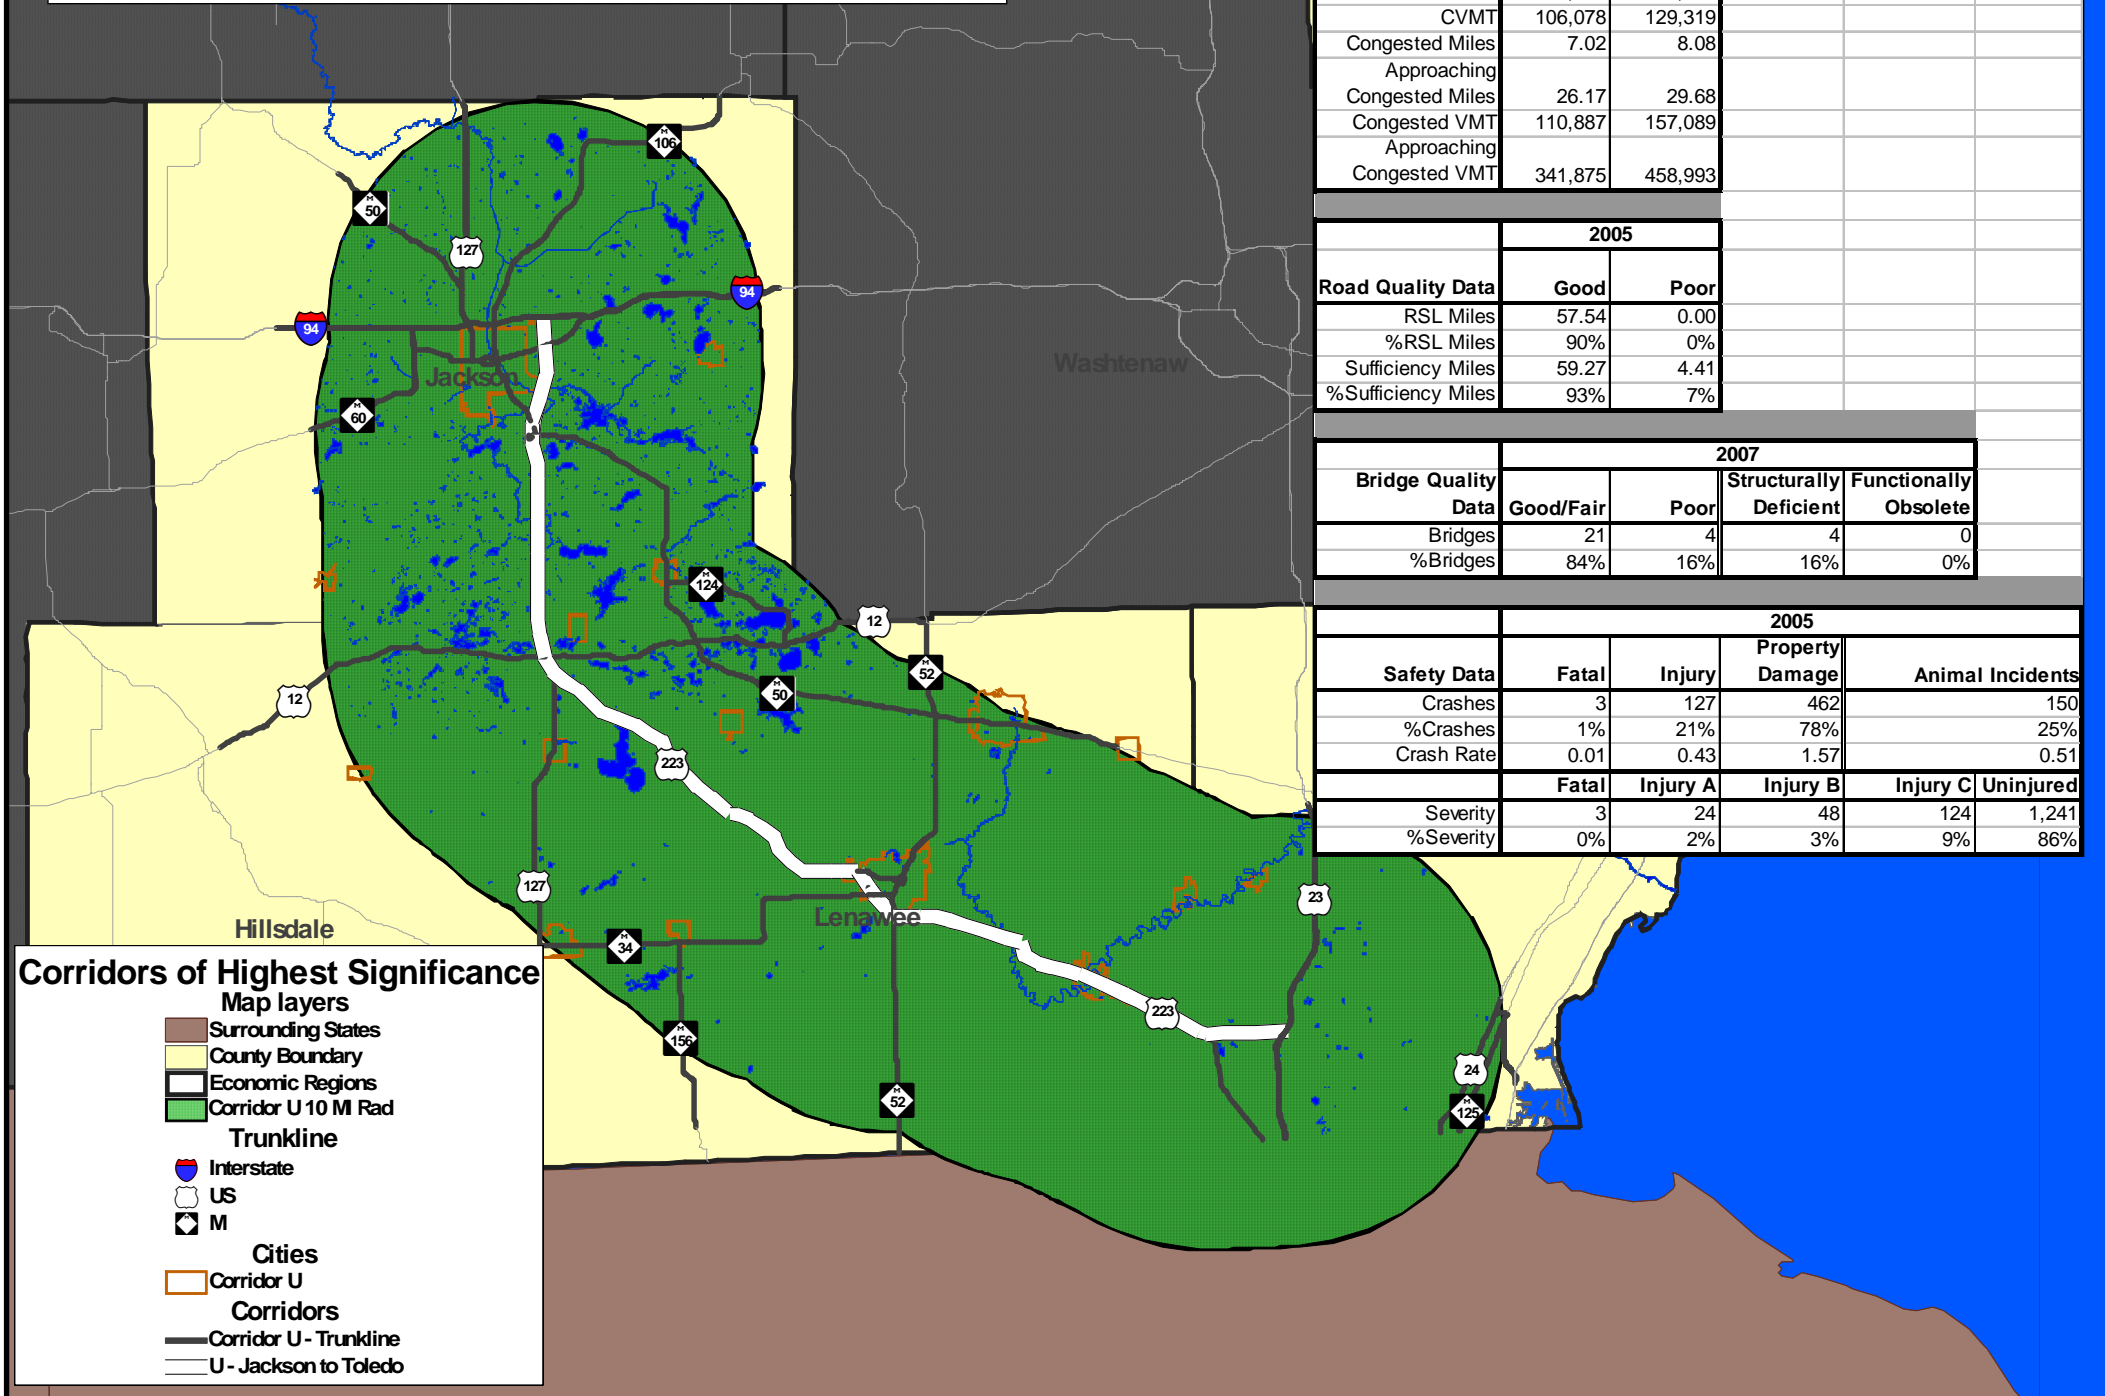 CVMT 106,078 129,319
Congested Miles 7.02 8.08
Approaching
Congested Miles 26.17 29.68
Congested VMT 110,887 157,089
Approaching
Congested VMT 341,875 458,993
2005
Road Quality Data Good Poor
RSL Miles 57.54 0.00
%RSL Miles 90% 0%
Sufficiency Miles 59.27 4.41
%Sufficiency Miles 93% 7%
2007
Bridge Quality Structurally Functionally
Data Good/Fair Poor Deficient Obsolete
Bridges 21 4 4 0
%Bridges 84% 16% 16% 0%
2005
Property
Safety Data Fatal Injury Damage Animal Incidents
Crashes 3 127 462 150
%Crashes 1% 21% 78% 25%
Crash Rate 0.01 0.43 1.57 0.51
Fatal Injury A Injury B Injury C Uninjured
Severity 3 24 48 124 1,241
%Severity 0% 2% 3% 9% 86%
M
106
M
50
127
94
94
Washtenaw
Jackson
M
60
M
124
12
M
52
12
M
50
223
127
23
Lenawee
Hillsdale
M
34
223
M
156
24
M
52
M
125
Corridors of Highest Significance
Map layers
Surrounding States
County Boundary
Economic Regions
Corridor U 10 MI Rad
Trunkline
Interstate
US
M
Cities
Corridor U
Corridors
Corridor U - Trunkline
U - Jackson to Toledo